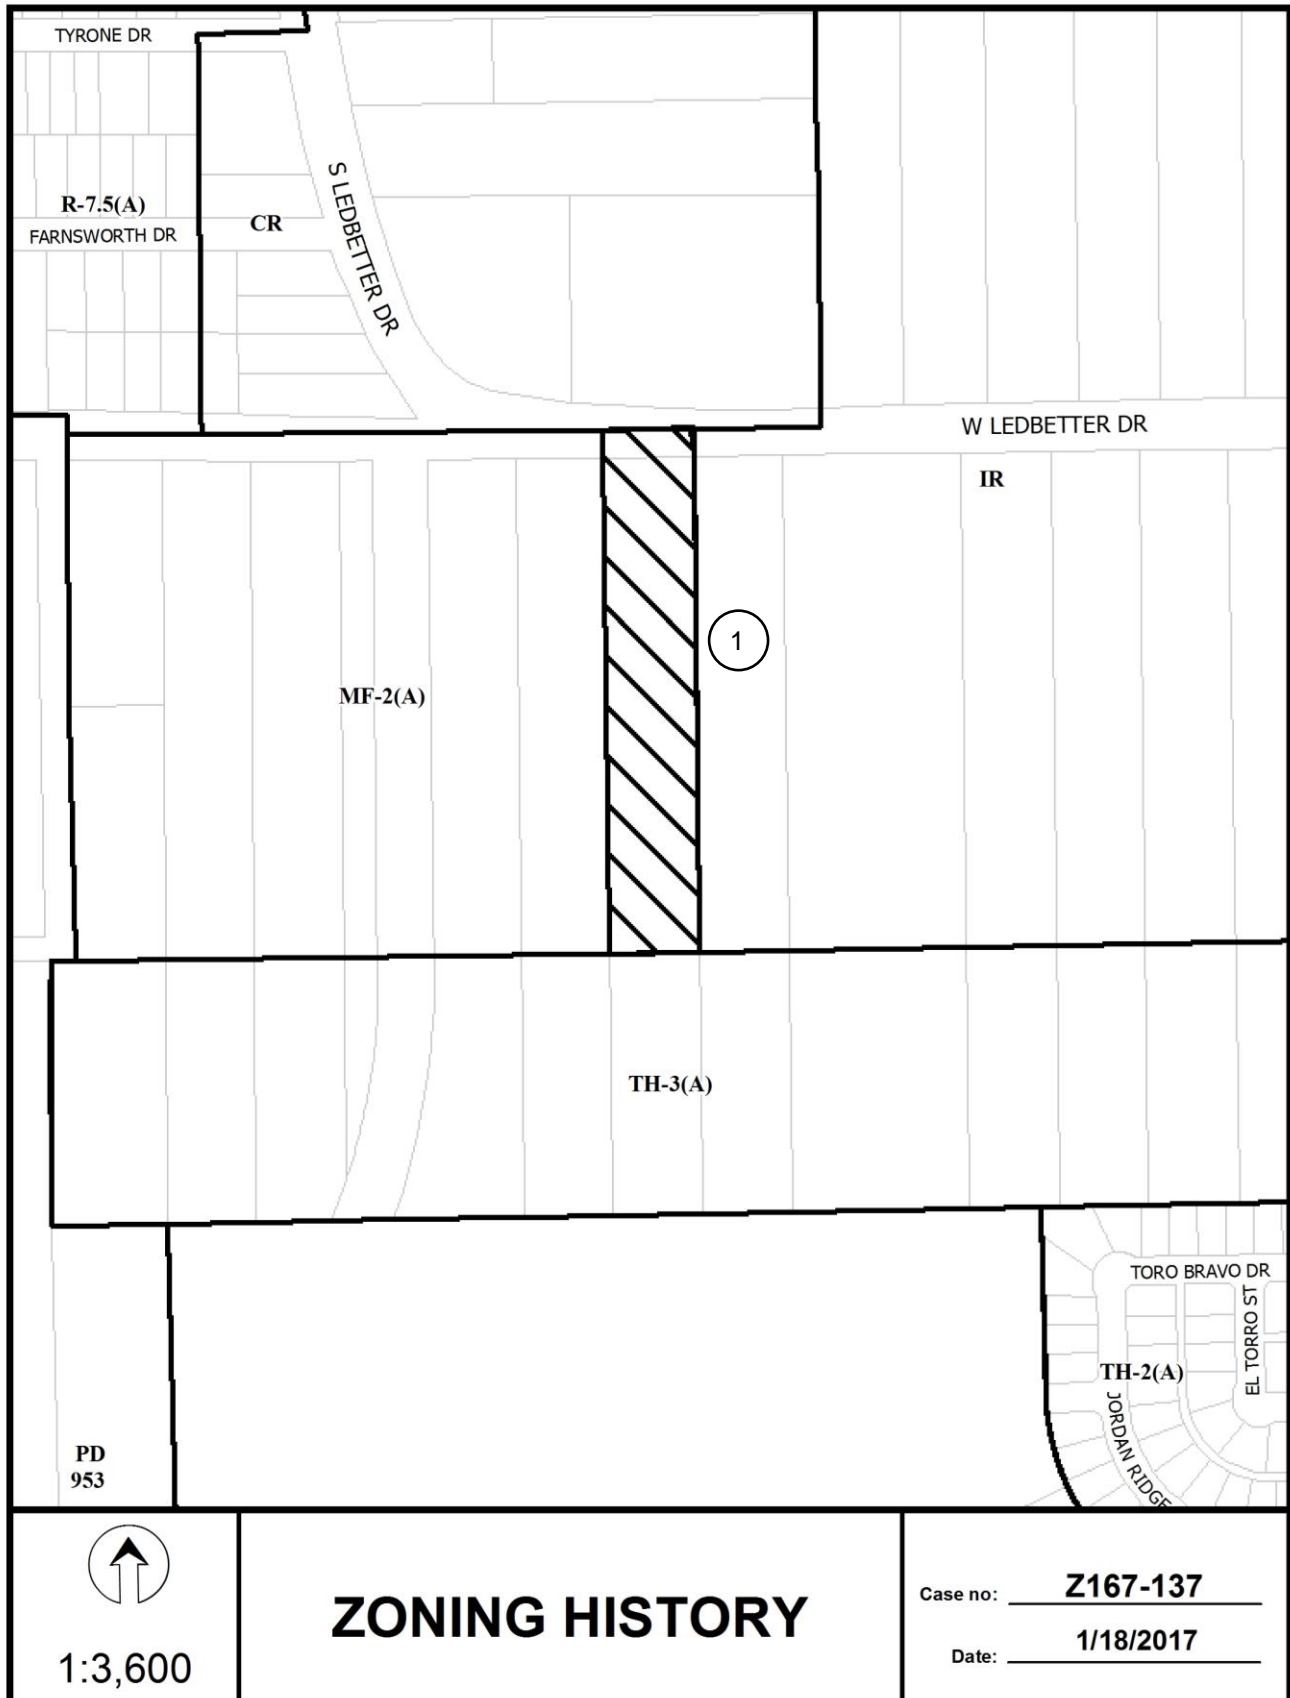 TYRONE DR
R-7.5(A)
FARNSWORTH DR
CR
S LEDBETTER DR
W LEDBETTER DR
IR
1
MF-2(A)
TH-3(A)
TORO BRAVO DR
EL TORRO ST
TH-2(A)
JORDAN RIDGE
PD
953
1:3,600
ZONING HISTORY
Case no: Z167-137
Date: 1/18/2017